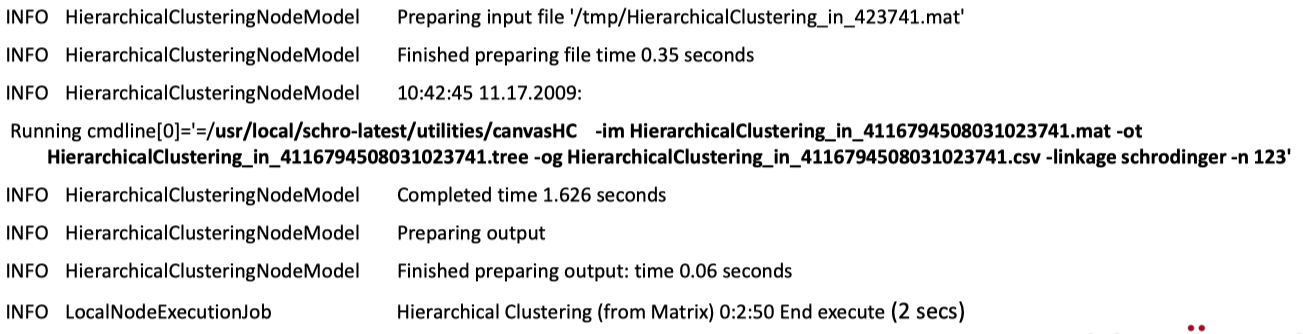 INFO HierarchicalClusteringNodeModel Preparing input file '/tmp/HierarchicalClustering_in_423741.mat'
INFO HierarchicalClusteringNodeModel Finished preparing file time 0.35 seconds
INFO HierarchicalClusteringNodeModel 10:42:45 11.17.2009:
Running cmdline[0]='=/usr/local/schro-latest/utilities/canvasHC -im HierarchicalClustering_in_4116794508031023741.mat -ot
HierarchicalClustering_in_4116794508031023741.tree -og HierarchicalClustering_in_4116794508031023741.csv -linkage schrodinger -n 123'
INFO HierarchicalClusteringNodeModel Completed time 1.626 seconds
INFO HierarchicalClusteringNodeModel Preparing output
INFO HierarchicalClusteringNodeModel Finished preparing output: time 0.06 seconds
INFO LocalNodeExecutionJob Hierarchical Clustering (from Matrix) 0:2:50 End execute (2 secs)